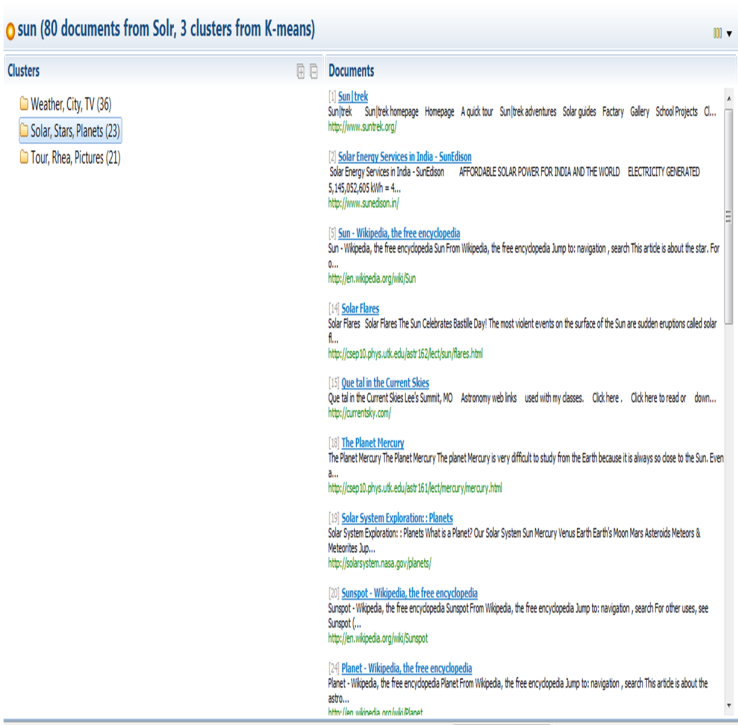 sun (80 documents from Solr, 3 clusters from K-means)
Clusters
Weather, City, TV (36)
Solar, Stars, Planets (23)
Tour, Rhea, Pictures (21)
Documents
[1] Sun|trek
Sun|trek Sun|trek homepage Homepage A quick tour Sun|trek adventures Solar guides Factary Gallery School Projects Cl...
http://www.suntrek.org/
[2] Solar Energy Services in India - SunEdison
Solar Energy Services in India - SunEdison AFFORDABLE SOLAR POWER FOR INDIA AND THE WORLD ELECTRICITY GENERATED
5,145,052,605 kWh = 4...
http://www.sunedison.in/
[5] Sun - Wikipedia, the free encyclopedia
Sun - Wikipedia, the free encyclopedia Sun From Wikipedia, the free encyclopedia Jump to: navigation , search This article is about the star. For
o...
http://en.wikipedia.org/wiki/Sun
[14] Solar Flares
Solar Flares Solar Flares The Sun Celebrates Bastille Day! The most violent events on the surface of the Sun are sudden eruptions called solar
fl...
http://csep10.phys.utk.edu/astr162/lect/sun/flares.html
[15] Que tal in the Current Skies
Que tal in the Current Skies Lee's Summit, MO Astronomy web links used with my classes. Click here . Click here to read or down...
http://currentsky.com/
[18] The Planet Mercury
The Planet Mercury The Planet Mercury The planet Mercury is very difficult to study from the Earth because it is always so close to the Sun. Even
a...
http://csep10.phys.utk.edu/astr161/lect/mercury/mercury.html
[19] Solar System Exploration: : Planets
Solar System Exploration: : Planets What is a Planet? Our Solar System Sun Mercury Venus Earth Earth's Moon Mars Asteroids Meteors &
Meteorites Jup...
http://solarsystem.nasa.gov/planets/
[20] Sunspot - Wikipedia, the free encyclopedia
Sunspot - Wikipedia, the free encyclopedia Sunspot From Wikipedia, the free encyclopedia Jump to: navigation , search For other uses, see
Sunspot (...
http://en.wikipedia.org/wiki/Sunspot
[24] Planet - Wikipedia, the free encyclopedia
Planet - Wikipedia, the free encyclopedia Planet From Wikipedia, the free encyclopedia Jump to: navigation , search This article is about the
astro...
http://en.wikipedia.org/wiki/Planet